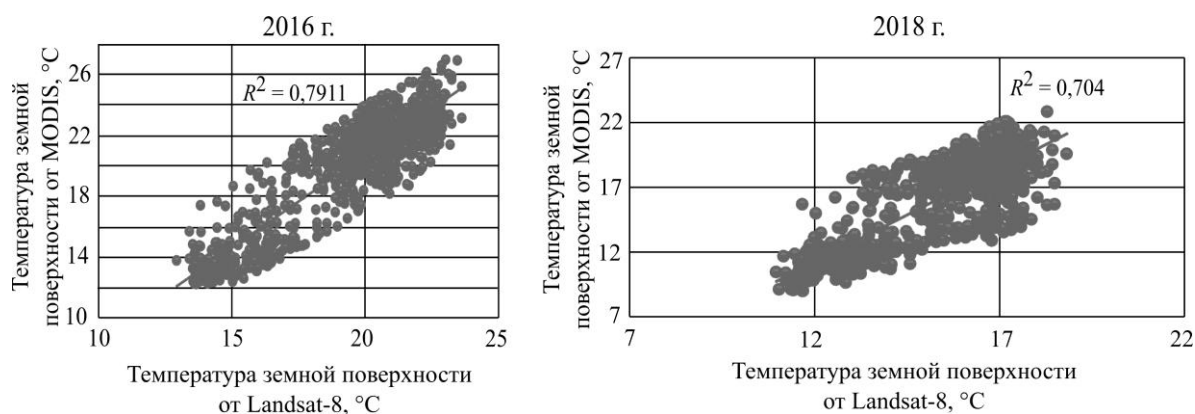 2016 г.
Температура земной
поверхности от MODIS, °C
26
22
18
14
10
R² = 0,7911
10
15
20
25
Температура земной поверхности
от Landsat-8, °C
2018 г.
Температура земной
поверхности от MODIS, °C
27
22
17
12
7
R² = 0,704
7
12
17
22
Температура земной поверхности
от Landsat-8, °C